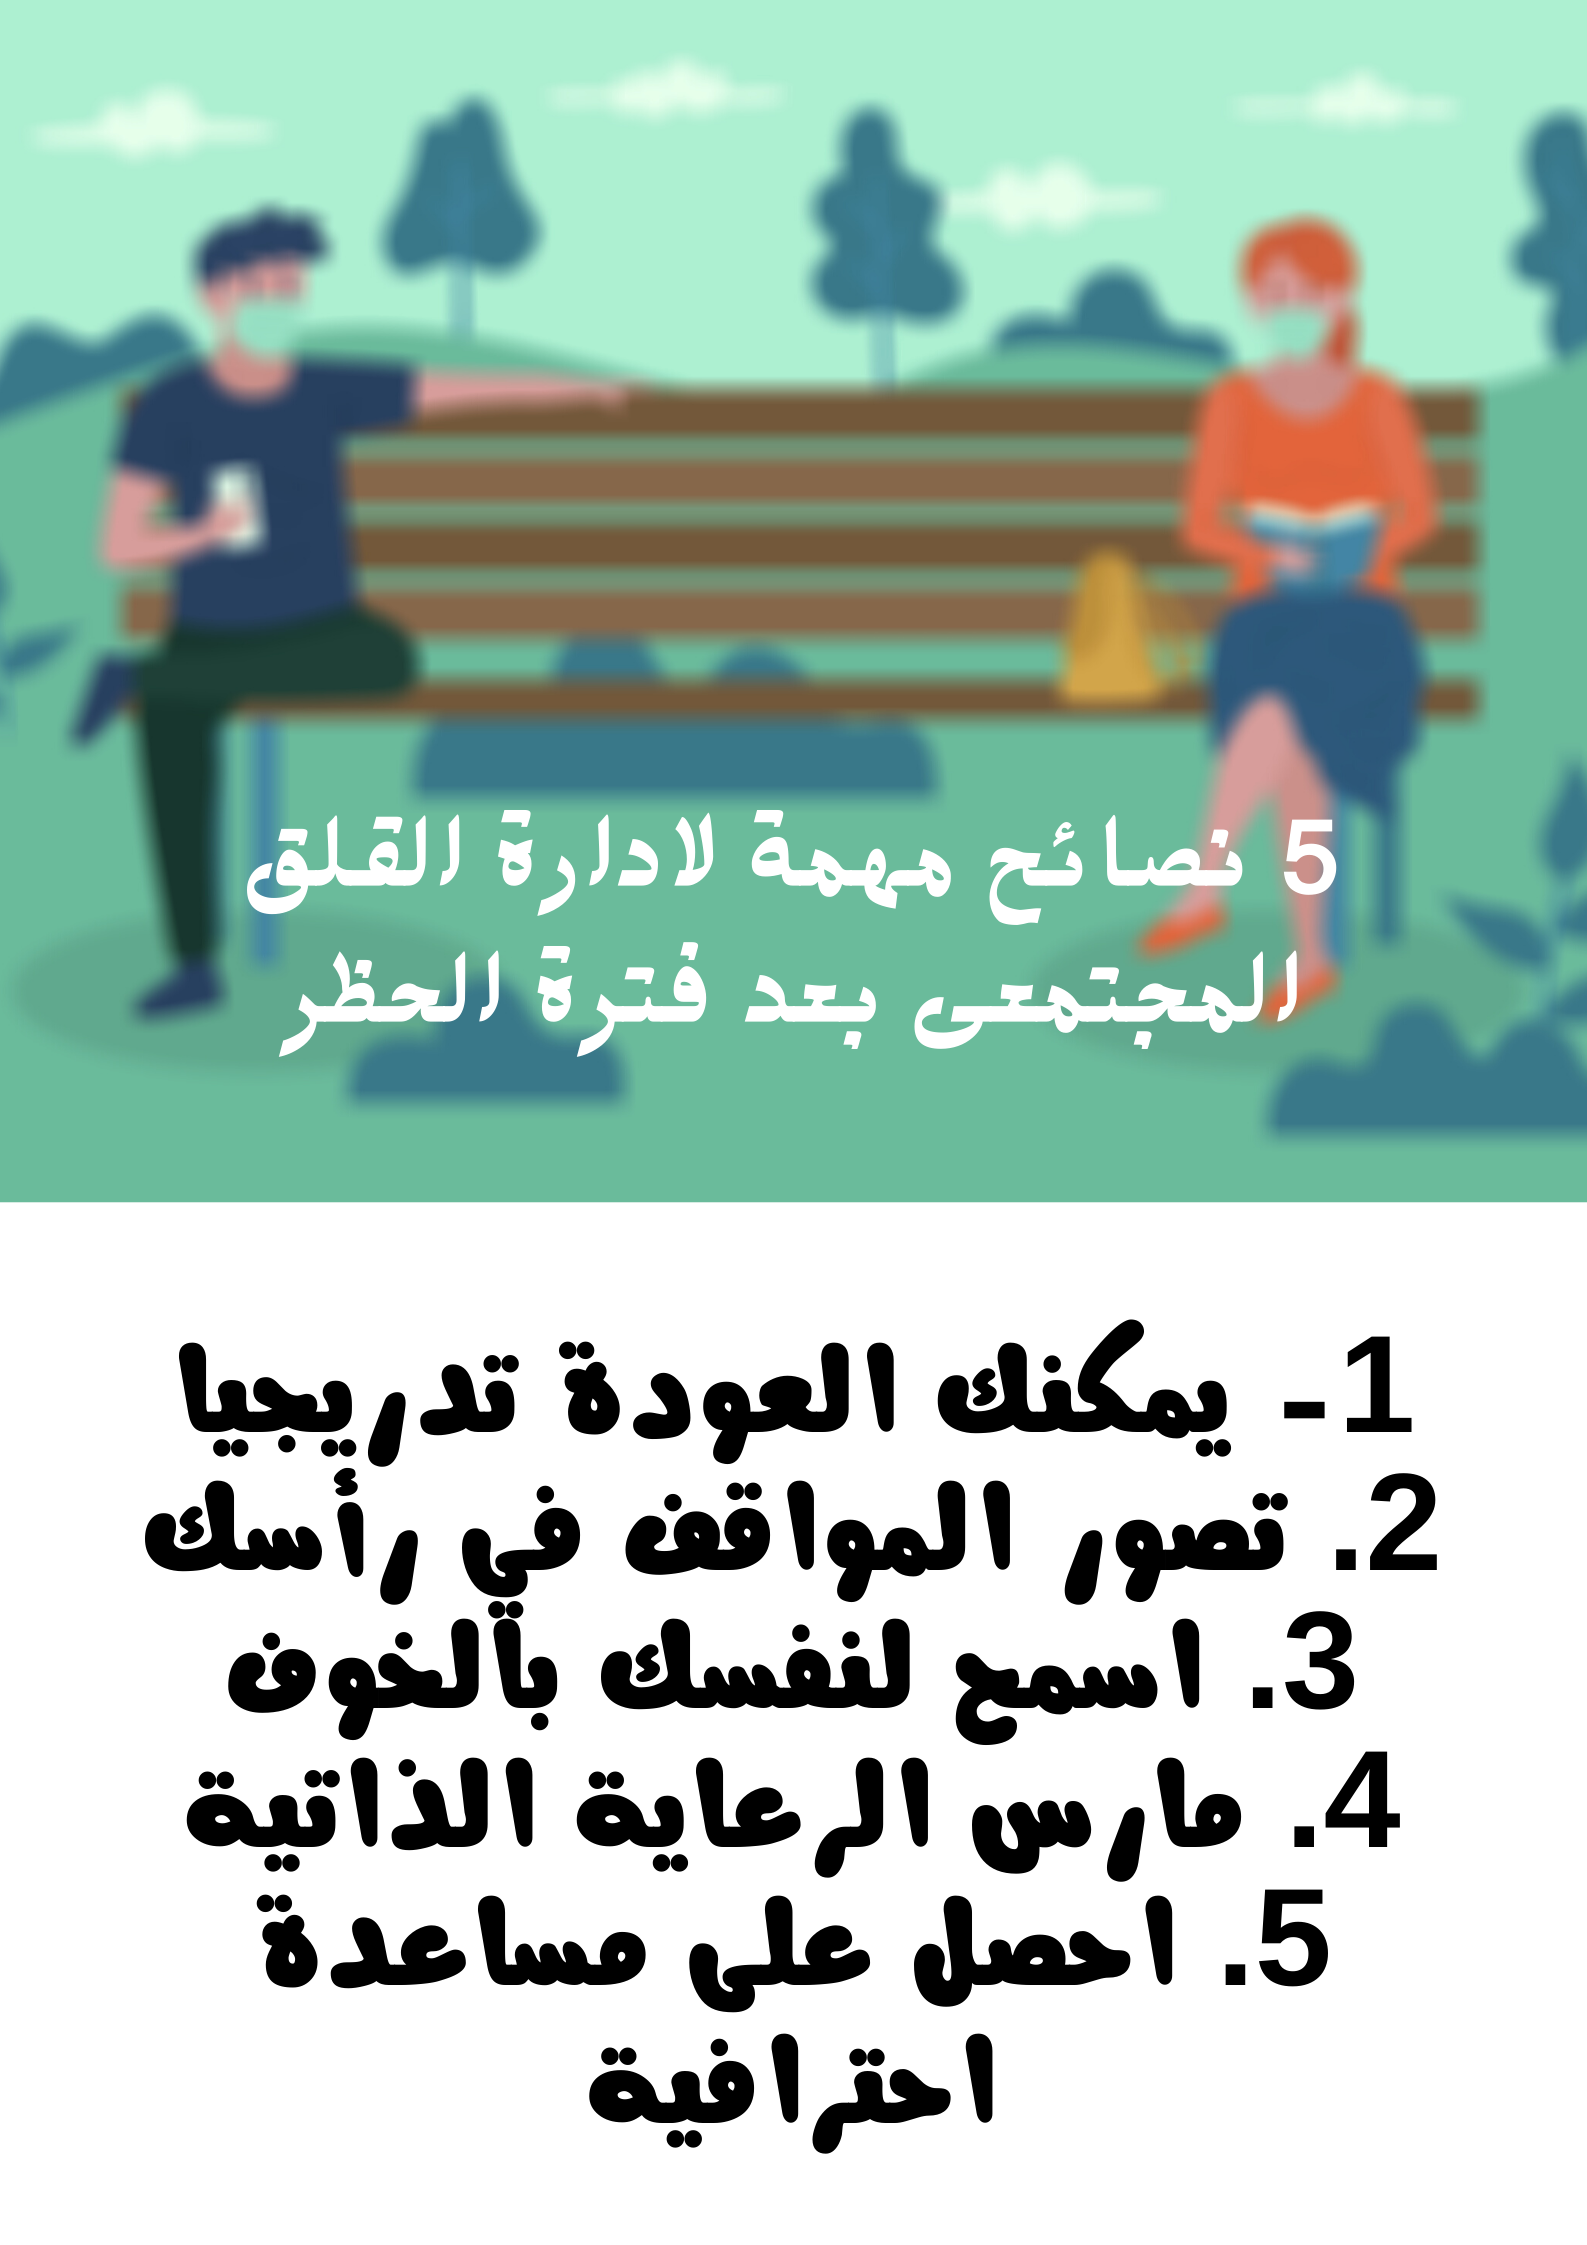 5 نصائح مهمة لادارة القلق
المجتمعى بعد فترة الحظر
1- يمكنك العودة تدريجيا
2. تصور المواقف في رأسك
3. اسمح لنفسك بالخوف
4. مارس الرعاية الذاتية
5. احصل على مساعدة
احترافية